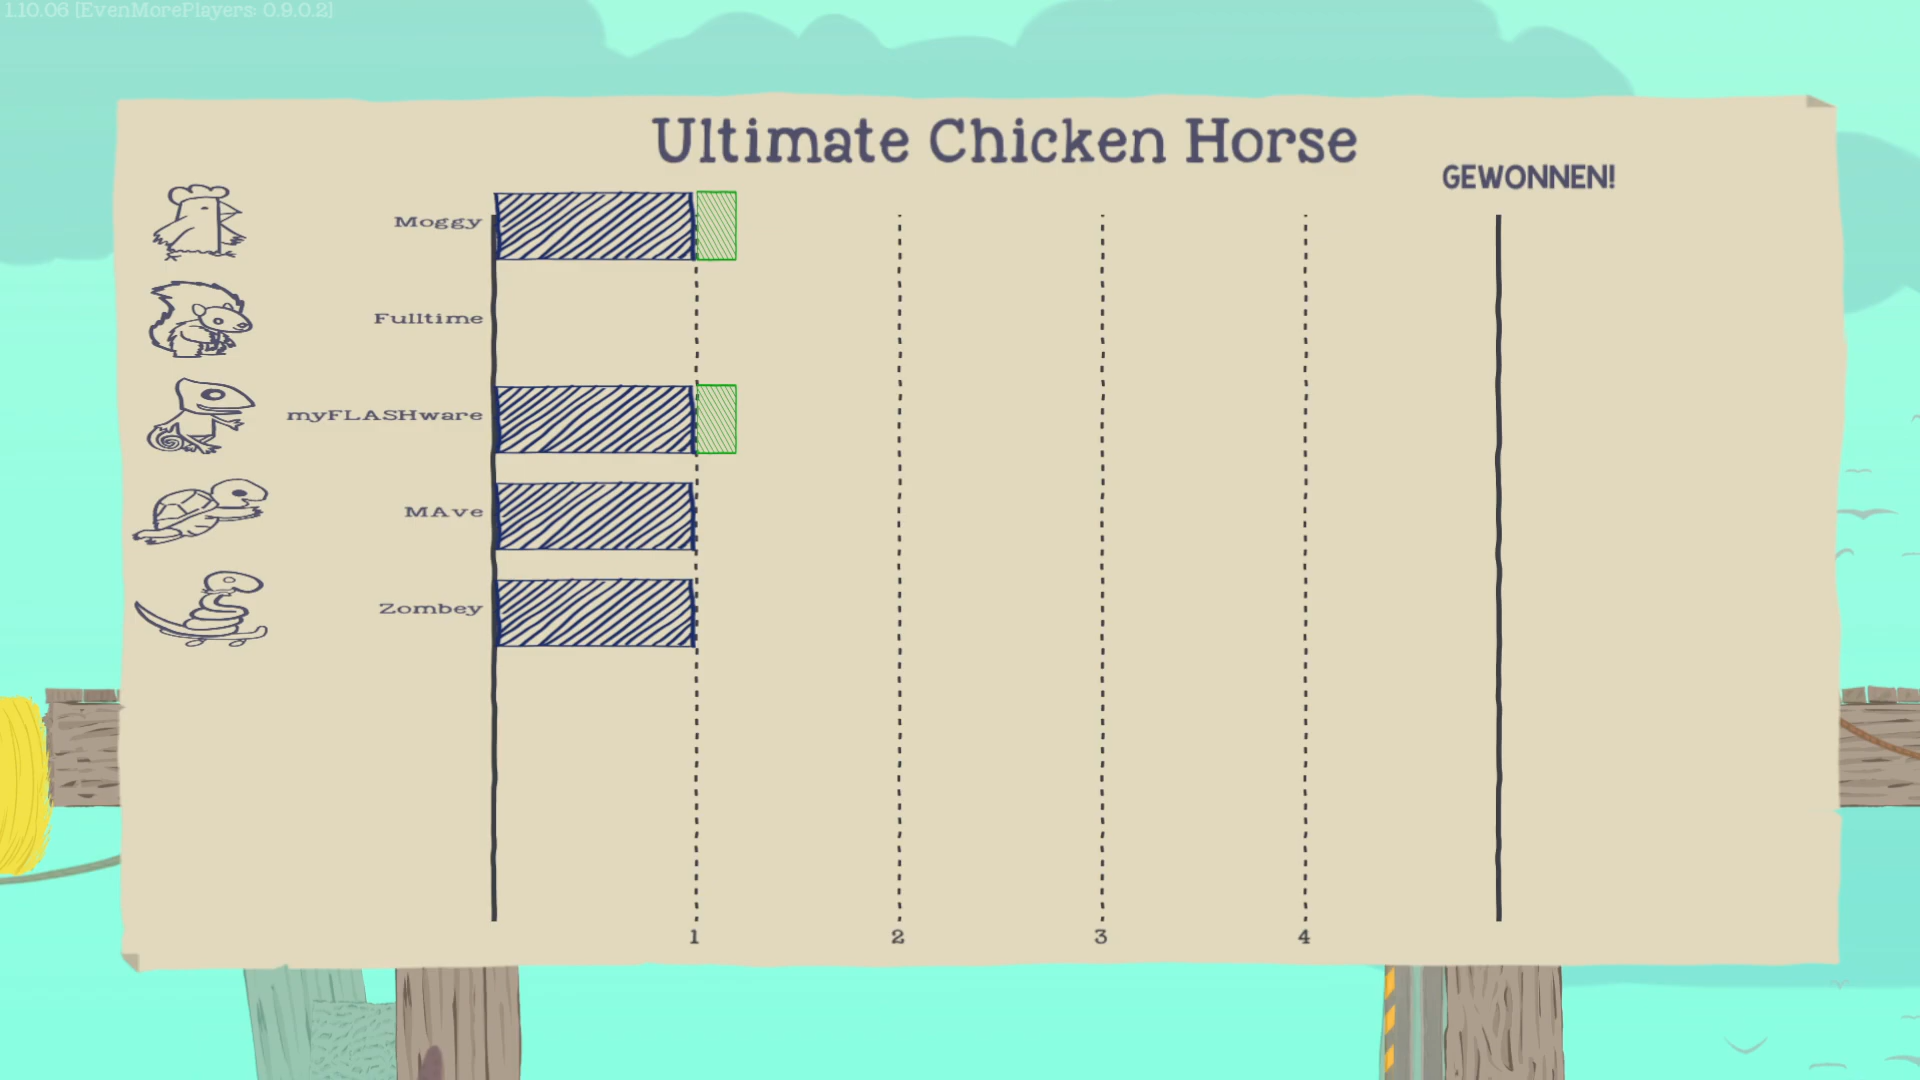 1.10.06 [EvenMorePlayers: 0.9.0.2]
Ultimate Chicken Horse
GEWONNEN!
Moggy
Fulltime
myFLASHware
MAve
Zombey
1 2 3 4